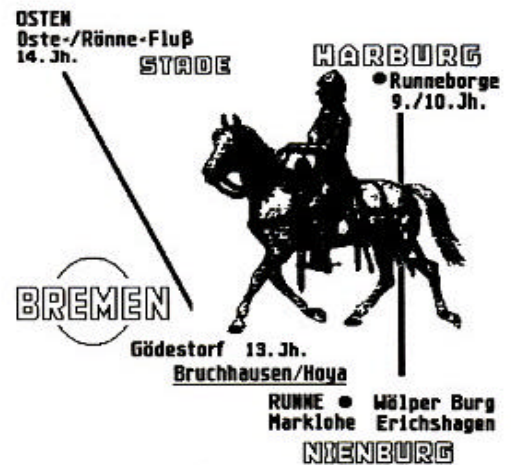 OSTEN
Oste-/Rönne-Fluß
14. Jh.
STADE
HARBURG
Runneborge
9./10.Jh.
BREMEN
Gödestorf 13.Jh.
Bruchhausen/Hoya
RUNNE ● Wölper Burg
Marklohe Erichshagen
NIENBURG